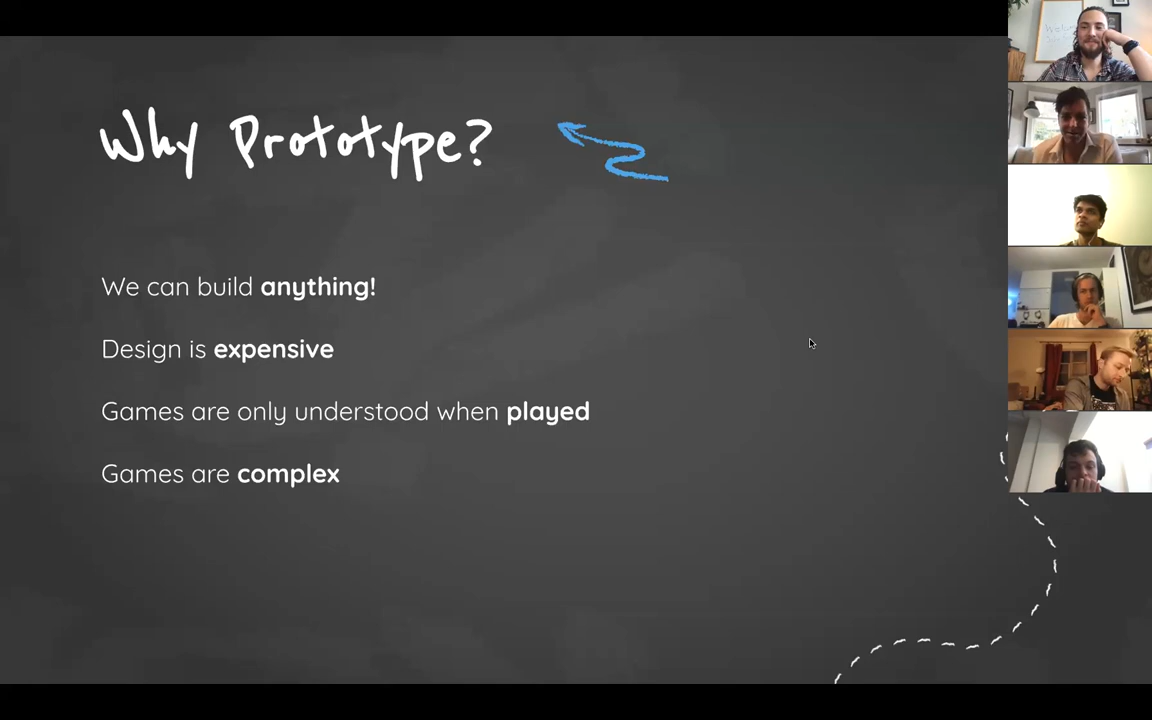 Why Prototype?
We can build anything!
Design is expensive
Games are only understood when played
Games are complex